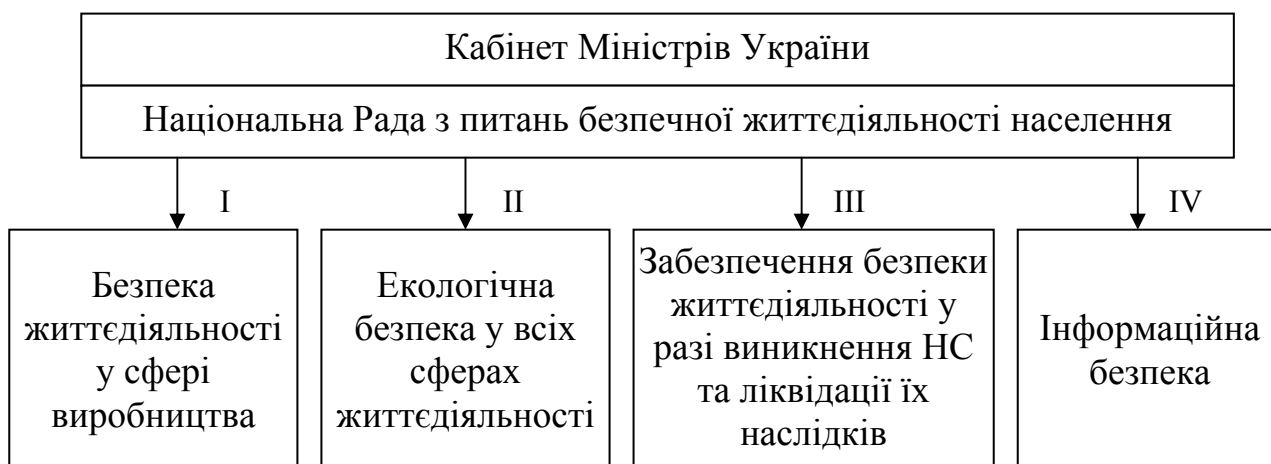 Кабінет Міністрів України
Національна Рада з питань безпечної життєдіяльності населення
I
II
III
IV
Безпека
життєдіяльності
у сфері
виробництва
Екологічна
безпека у всіх
сферах
життєдіяльності
Забезпечення безпеки
життєдіяльності у
разі виникнення НС
та ліквідації їх
наслідків
Інформаційна
безпека